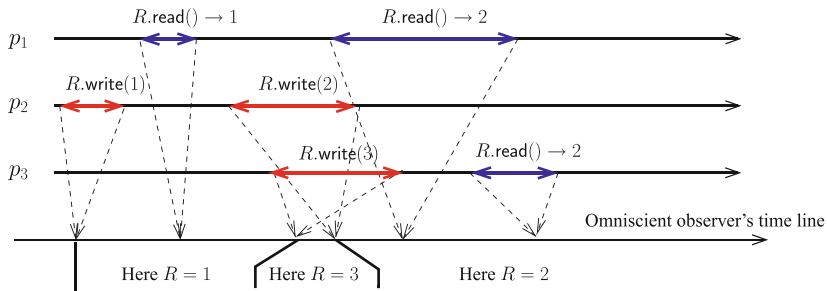 R.read() → 1 R.read() → 2
p₁
R.write(1) R.write(2)
p₂
R.write(3) R.read() → 2
p₃
Omniscient observer's time line
Here R = 1 Here R = 3 Here R = 2